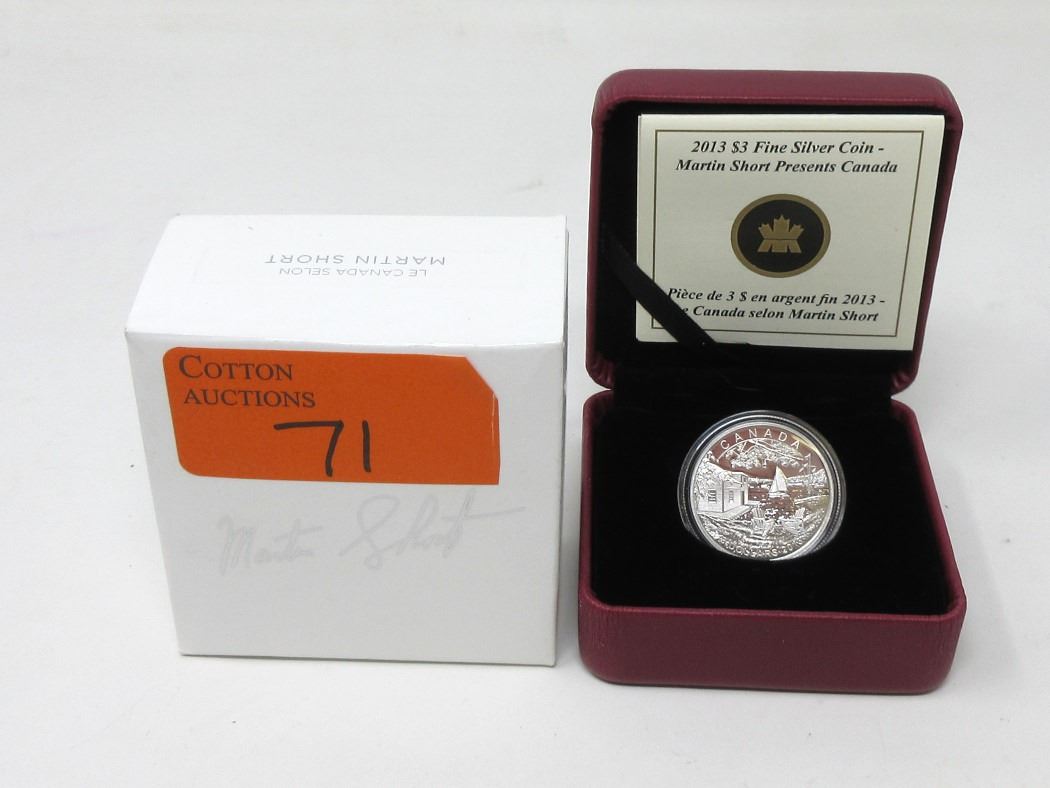 LE CANADA SELON
MARTIN SHORT
COTTON
AUCTIONS
71
Martin Short
2013 $3 Fine Silver Coin -
Martin Short Presents Canada
Pièce de 3 $ en argent fin 2013 -
Canada selon Martin Short
CANADA
DOLLARS